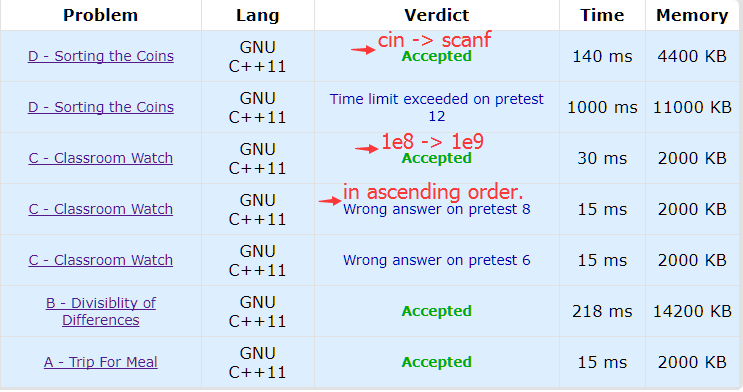 Problem Lang Verdict Time Memory
cin -> scanf
D - Sorting the Coins GNU C++11 Accepted 140 ms 4400 KB
D - Sorting the Coins GNU C++11 Time limit exceeded on pretest 12 1000 ms 11000 KB
1e8 -> 1e9
C - Classroom Watch GNU C++11 Accepted 30 ms 2000 KB
in ascending order.
C - Classroom Watch GNU C++11 Wrong answer on pretest 8 15 ms 2000 KB
C - Classroom Watch GNU C++11 Wrong answer on pretest 6 15 ms 2000 KB
B - Divisiblity of Differences GNU C++11 Accepted 218 ms 14200 KB
A - Trip For Meal GNU C++11 Accepted 15 ms 2000 KB